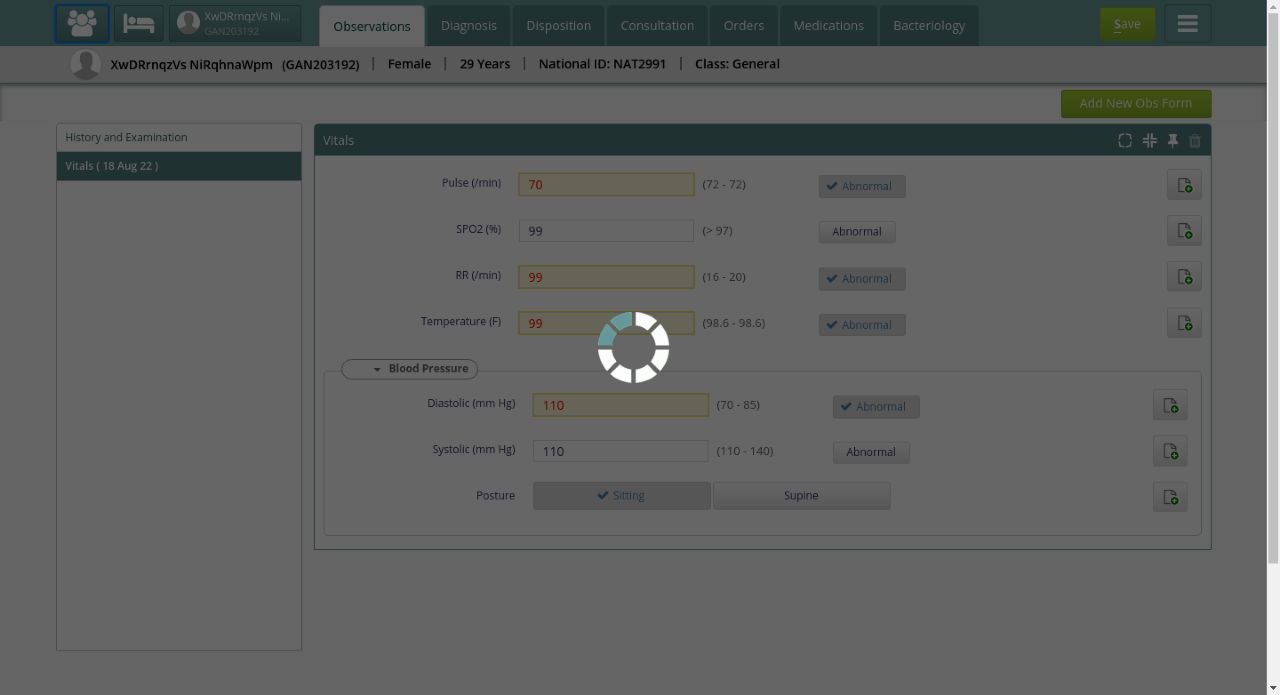 XwDRrnqzVs Ni...
GAN203192
Observations
Diagnosis
Disposition
Consultation
Orders
Medications
Bacteriology
Save
XwDRrnqzVs NiRqhnaWpm (GAN203192) | Female | 29 Years | National ID: NAT2991 | Class: General
Add New Obs Form
History and Examination
Vitals ( 18 Aug 22 )
Vitals
Pulse (/min) 70 (72 - 72) Abnormal
SPO2 (%) 99 (> 97) Abnormal
RR (/min) 99 (16 - 20) Abnormal
Temperature (F) 99 (98.6 - 98.6) Abnormal
Blood Pressure
Diastolic (mm Hg) 110 (70 - 85) Abnormal
Systolic (mm Hg) 110 (110 - 140) Abnormal
Posture Sitting Supine